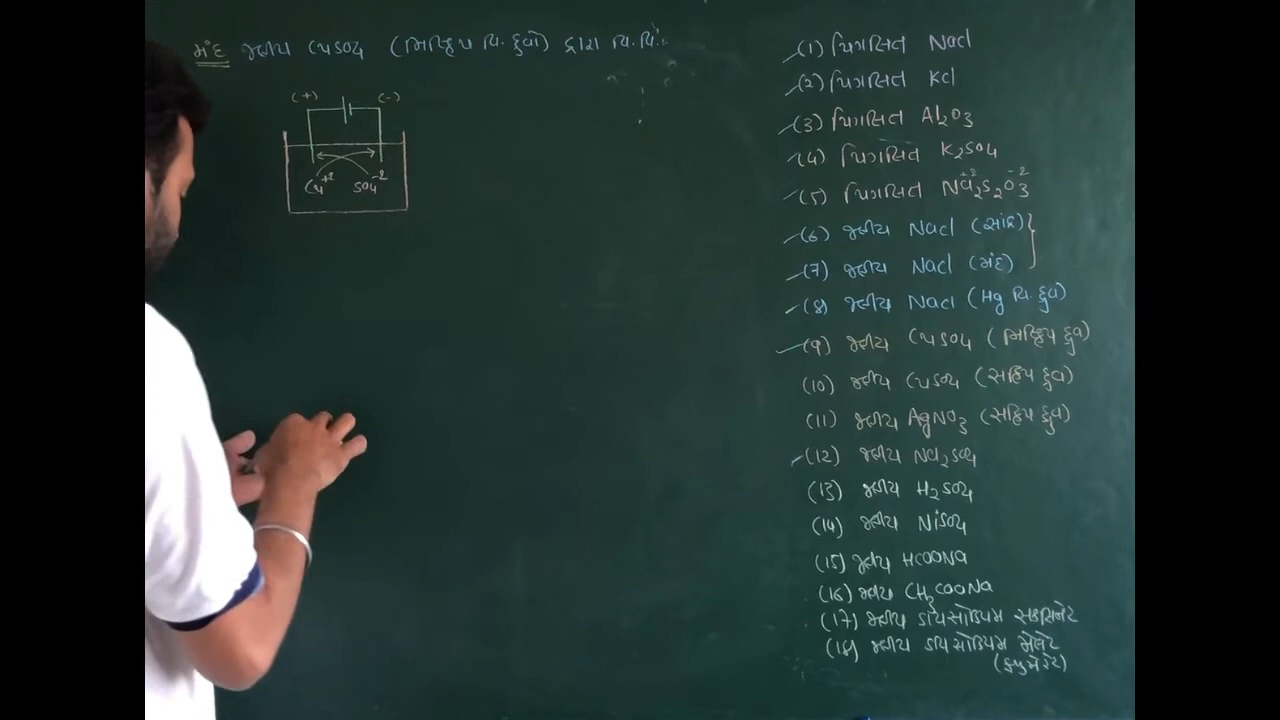 મંદ જલીય CuSO4 (નિષ્ક્રિય વિ. ધ્રુવો) દ્વારા વિ. વિ.:
(+) (-)
Cu+2 SO4-2
(1) પિગલિત NaCl
(2) પિગલિત KCl
(3) પિગલિત Al2O3
(4) પિગલિત K2SO4
(5) પિગલિત Na2S2O3 +2 -2
(6) જલીય NaCl (સાંદ્ર)
(7) જલીય NaCl (મંદ)
(8) જલીય NaCl (Hg વિ. ધ્રુવ)
(9) જલીય CuSO4 (નિષ્ક્રિય ધ્રુવ)
(10) જલીય CuSO4 (સક્રિય ધ્રુવ)
(11) જલીય AgNO3 (સક્રિય ધ્રુવ)
(12) જલીય Na2SO4
(13) જલીય H2SO4
(14) જલીય NiSO4
(15) જલીય HCOONa
(16) જલીય CH3COONa
(17) જલીય ડાયસોડિયમ સક્સિનેટ
(18) જલીય ડાયસોડિયમ મેલેટ
(ફ્યુમેરેટ)